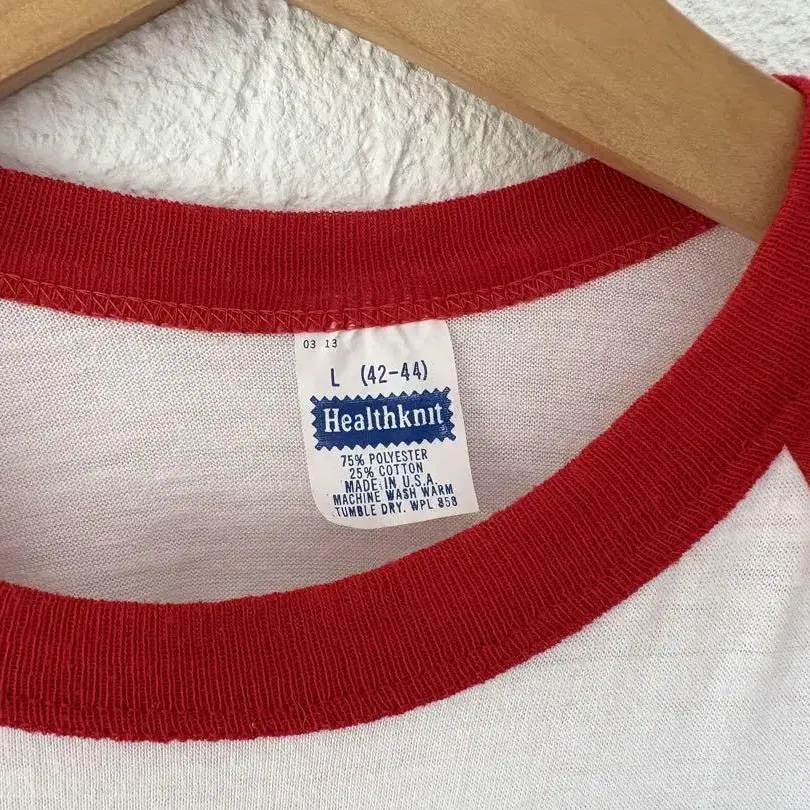 03 13
L (42-44)
Healthknit
75% POLYESTER
25% COTTON
MADE IN U.S.A.
MACHINE WASH WARM
TUMBLE DRY. WPL 858